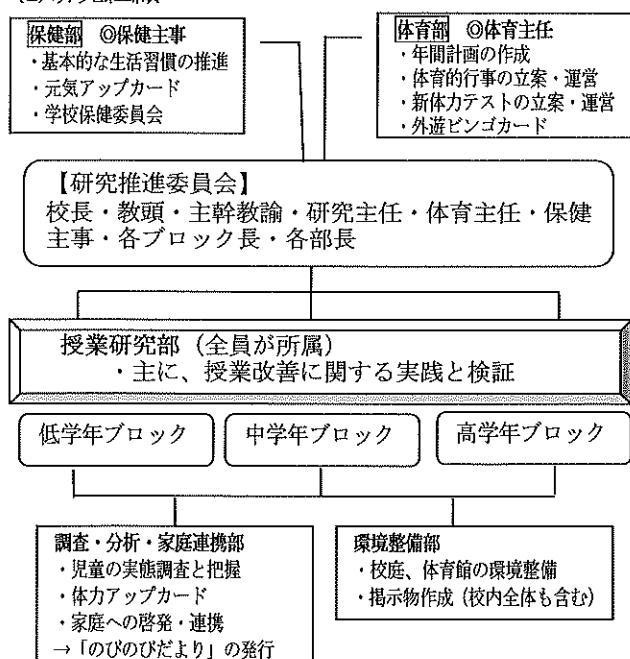 保健部 ◎保健主事
・基本的な生活習慣の推進
・元気アップカード
・学校保健委員会
体育部 ◎体育主任
・年間計画の作成
・体育的行事の立案・運営
・新体力テストの立案・運営
・外遊ビンゴカード
【研究推進委員会】
校長・教頭・主幹教諭・研究主任・体育主任・保健
主事・各ブロック長・各部長
授業研究部（全員が所属）
・主に、授業改善に関する実践と検証
低学年ブロック
中学年ブロック
高学年ブロック
調査・分析・家庭連携部
・児童の実態調査と把握
・体力アップカード
・家庭への啓発・連携
→「のびのびだより」の発行
環境整備部
・校庭、体育館の環境整備
・掲示物作成（校内全体も含む）